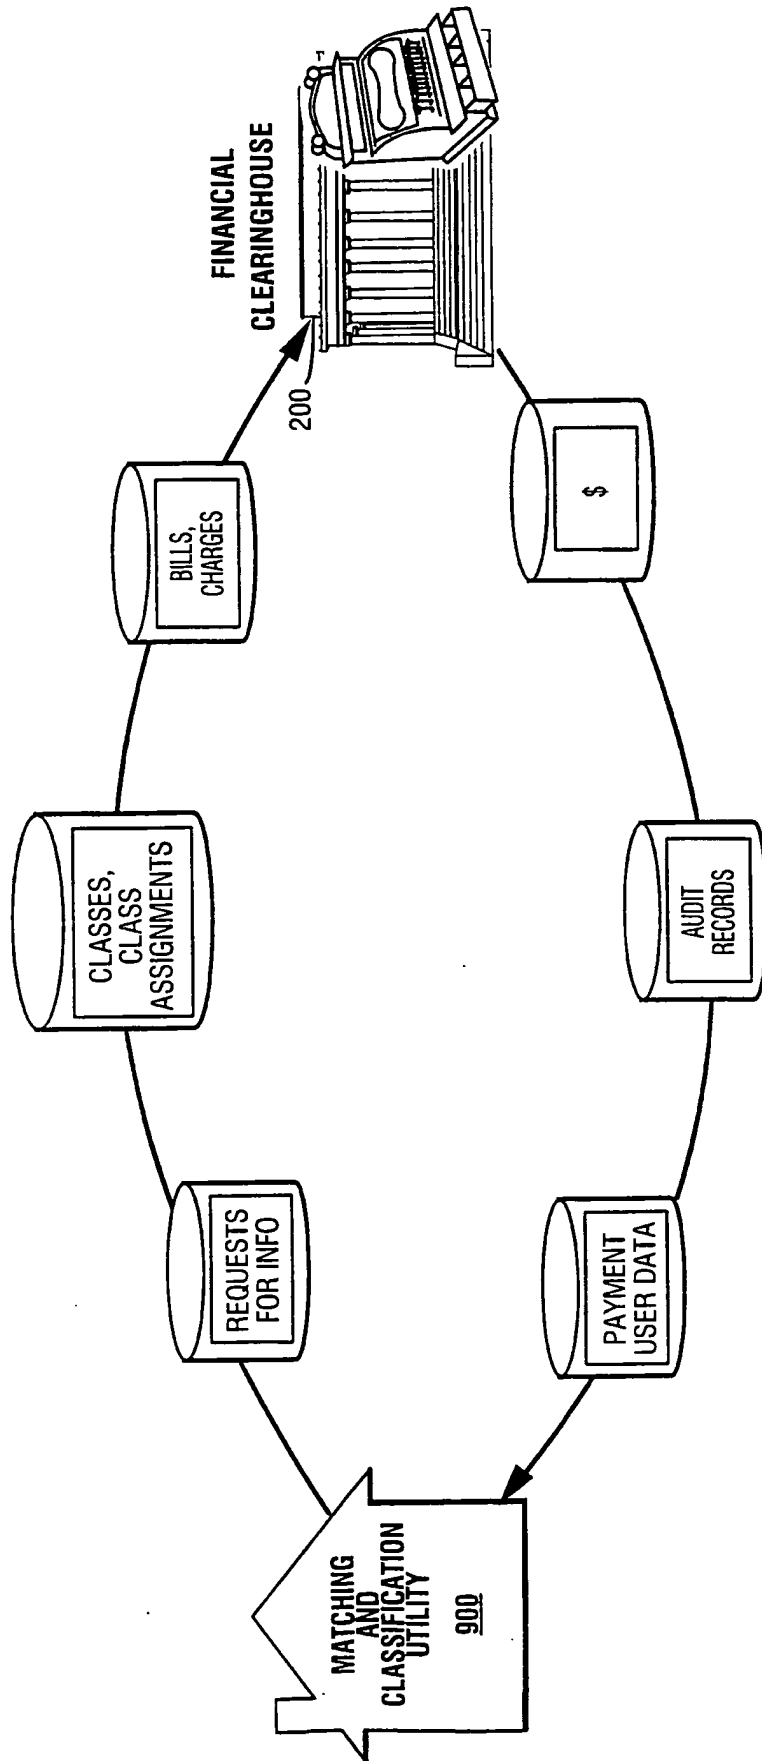 MATCHING
AND
CLASSIFICATION
UTILITY
900
REQUESTS
FOR INFO
CLASSES,
CLASS
ASSIGNMENTS
BILLS,
CHARGES
FINANCIAL
CLEARINGHOUSE
200
$
AUDIT
RECORDS
PAYMENT
USER DATA